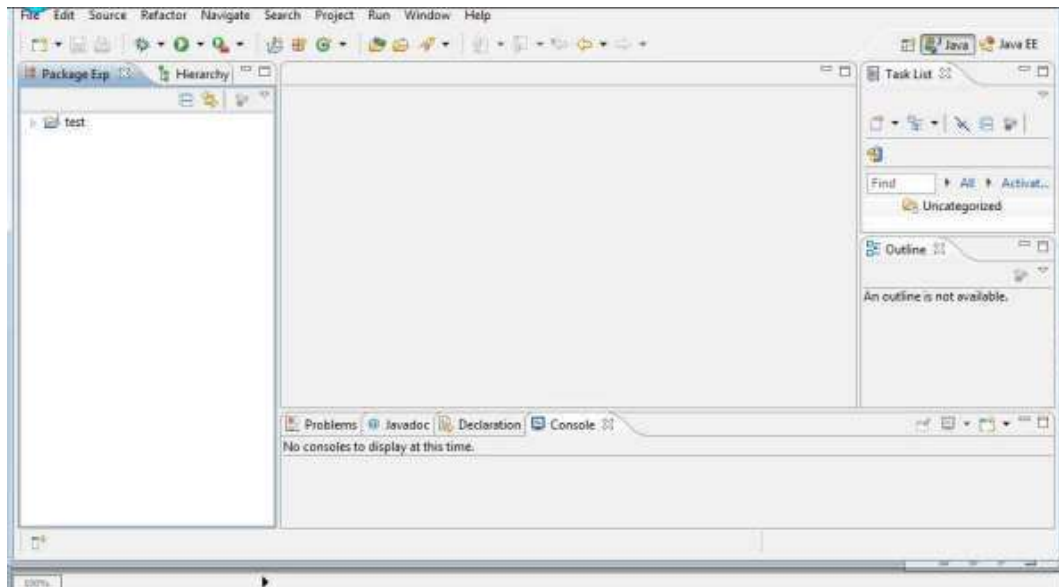 File Edit Source Refactor Navigate Search Project Run Window Help
Java Java EE
Package Exp Hierarchy
Task List
test
Find All Activat...
Uncategorized
Outline
An outline is not available.
Problems Javadoc Declaration Console
No consoles to display at this time.
100%